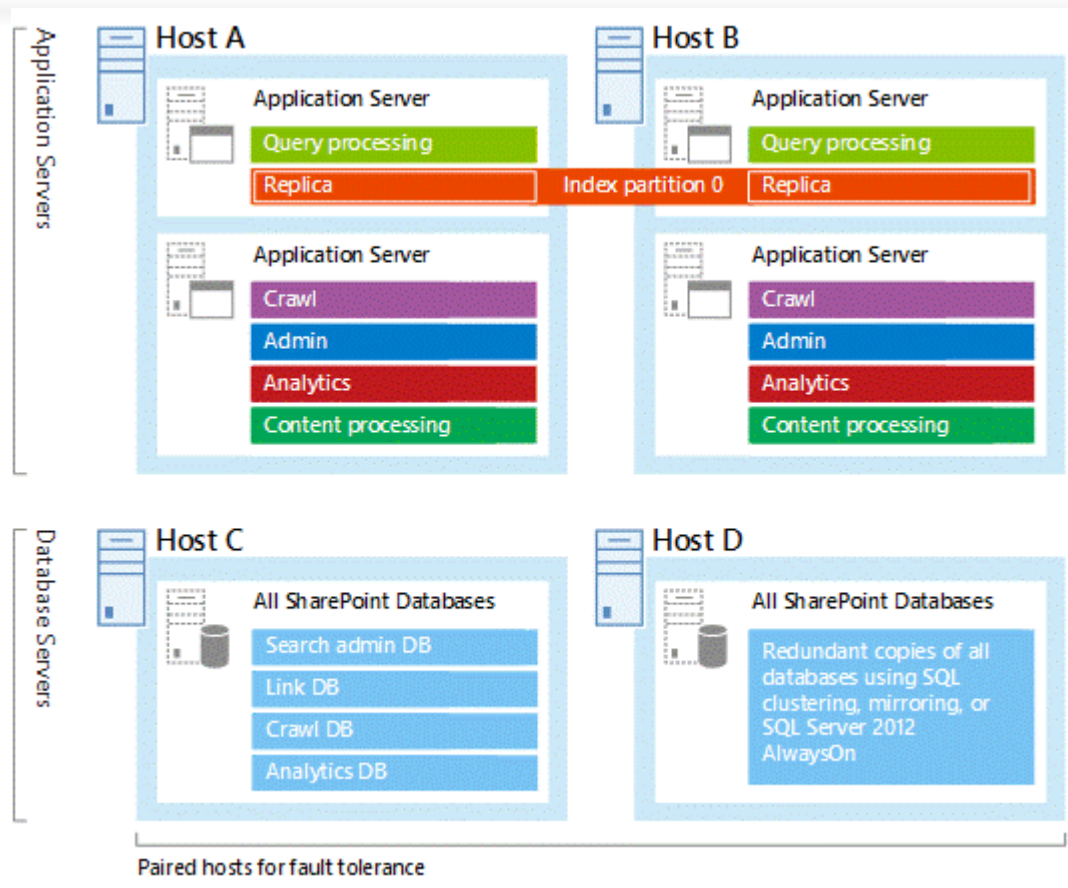 Application Servers
Host A
Application Server
Query processing
Replica
Index partition 0
Application Server
Crawl
Admin
Analytics
Content processing
Host B
Application Server
Query processing
Replica
Application Server
Crawl
Admin
Analytics
Content processing
Database Servers
Host C
All SharePoint Databases
Search admin DB
Link DB
Crawl DB
Analytics DB
Host D
All SharePoint Databases
Redundant copies of all
databases using SQL
clustering, mirroring, or
SQL Server 2012
AlwaysOn
Paired hosts for fault tolerance